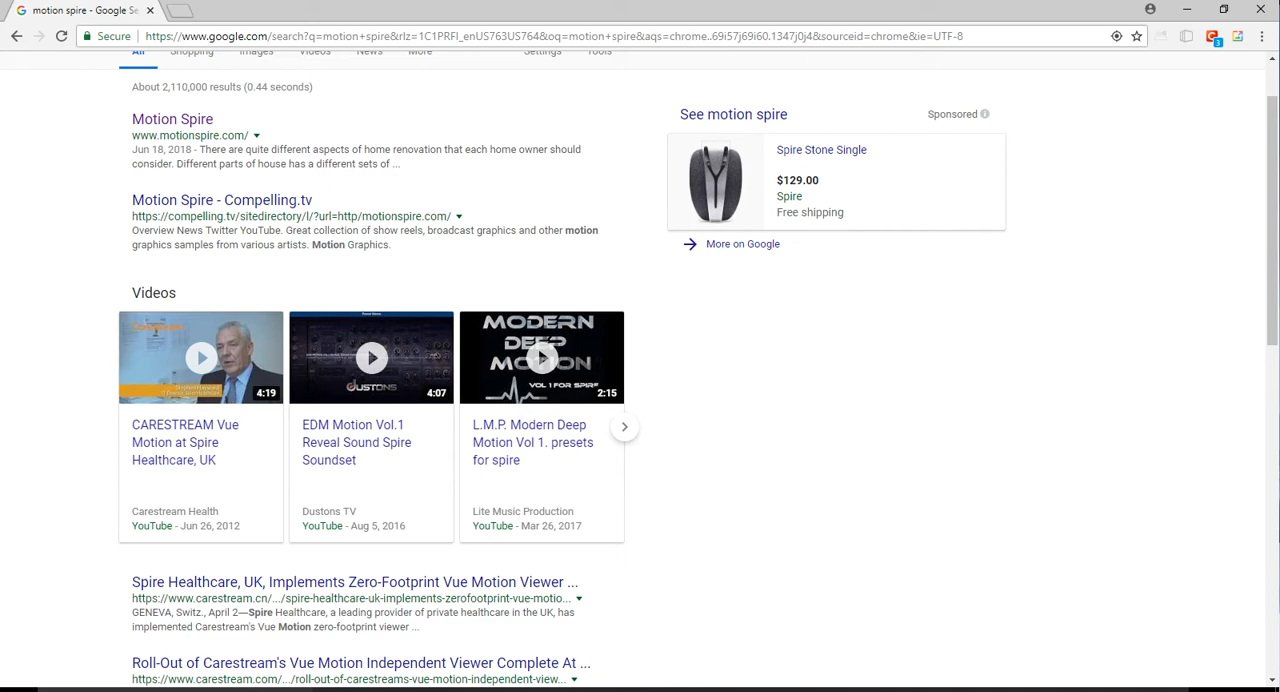 motion spire - Google Se
Secure
https://www.google.com/search?q=motion+spire&rlz=1C1PRFI_enUS763US764&oq=motion+spire&aqs=chrome..69i57j69i60.1347j0j4&sourceid=chrome&ie=UTF-8
3
All Shopping Images Videos News More Settings Tools
About 2,110,000 results (0.44 seconds)
Motion Spire
www.motionspire.com/
Jun 18, 2018 - There are quite different aspects of home renovation that each home owner should
consider. Different parts of house has a different sets of ...
See motion spire
Sponsored
Spire Stone Single
$129.00
Spire
Free shipping
More on Google
Motion Spire - Compelling.tv
https://compelling.tv/sitedirectory/l/?url=http/motionspire.com/
Overview News Twitter YouTube. Great collection of show reels, broadcast graphics and other motion
graphics samples from various artists. Motion Graphics.
Videos
4:19
CARESTREAM Vue
Motion at Spire
Healthcare, UK
Carestream Health
YouTube - Jun 26, 2012
dustons
4:07
EDM Motion Vol.1
Reveal Sound Spire
Soundset
Dustons TV
YouTube - Aug 5, 2016
MODERN
DEEP
MOTION
VOL 1 FOR SPIRE
2:15
L.M.P. Modern Deep
Motion Vol 1. presets
for spire
Lite Music Production
YouTube - Mar 26, 2017
Spire Healthcare, UK, Implements Zero-Footprint Vue Motion Viewer ...
https://www.carestream.cn/.../spire-healthcare-uk-implements-zerofootprint-vue-motio...
GENEVA, Switz., April 2—Spire Healthcare, a leading provider of private healthcare in the UK, has
implemented Carestream's Vue Motion zero-footprint viewer ...
Roll-Out of Carestream's Vue Motion Independent Viewer Complete At ...
https://www.carestream.com/.../roll-out-of-carestreams-vue-motion-independent-view...